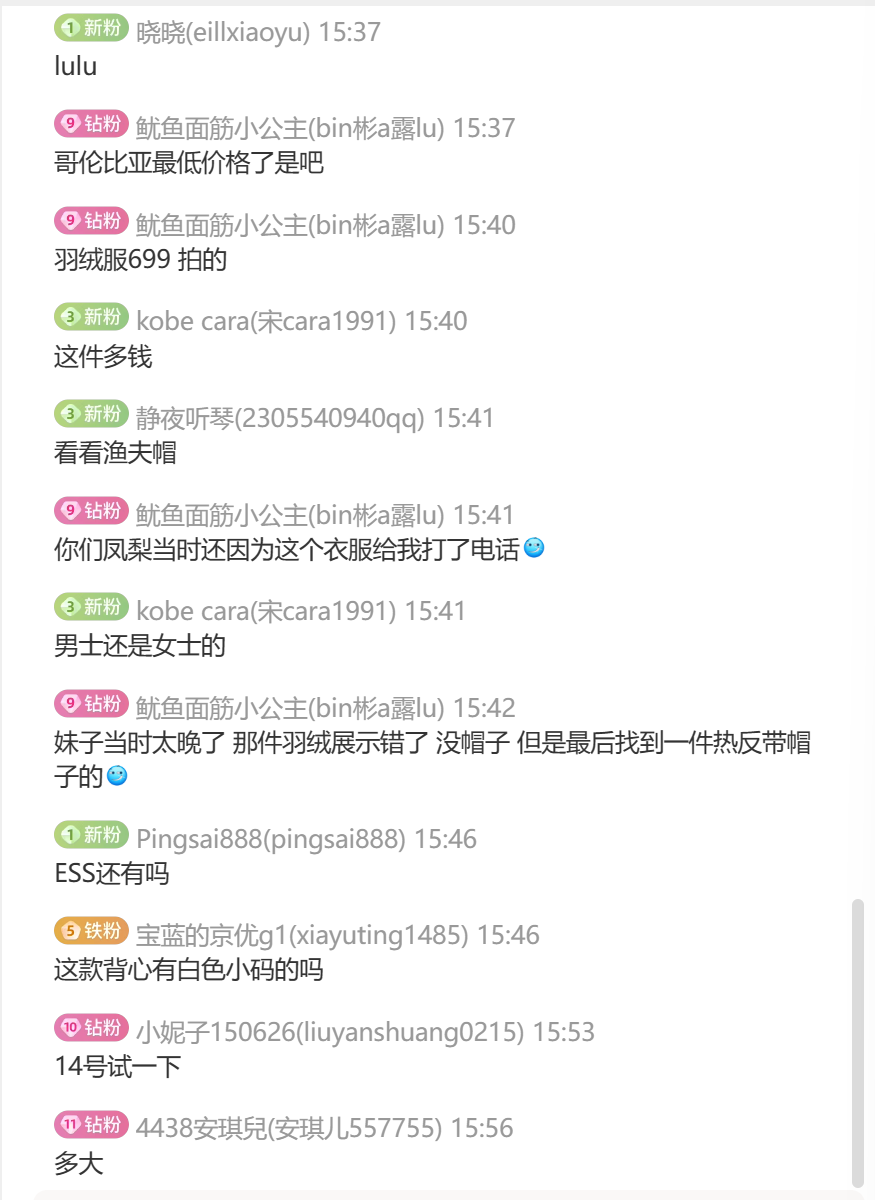 1 新粉 晓晓(eillxiaoyu) 15:37
lulu
9 钻粉 鱿鱼面筋小公主(bin彬a露lu) 15:37
哥伦比亚最低价格了是吧
9 钻粉 鱿鱼面筋小公主(bin彬a露lu) 15:40
羽绒服699 拍的
3 新粉 kobe cara(宋cara1991) 15:40
这件多钱
3 新粉 静夜听琴(2305540940qq) 15:41
看看渔夫帽
9 钻粉 鱿鱼面筋小公主(bin彬a露lu) 15:41
你们凤梨当时还因为这个衣服给我打了电话
3 新粉 kobe cara(宋cara1991) 15:41
男士还是女士的
9 钻粉 鱿鱼面筋小公主(bin彬a露lu) 15:42
妹子当时太晚了 那件羽绒展示错了 没帽子 但是最后找到一件热反带帽
子的
1 新粉 Pingsai888(pingsai888) 15:46
ESS还有吗
5 铁粉 宝蓝的京优g1(xiayuting1485) 15:46
这款背心有白色小码的吗
10 钻粉 小妮子150626(liuyanshuang0215) 15:53
14号试一下
11 钻粉 4438安琪兒(安琪儿557755) 15:56
多大